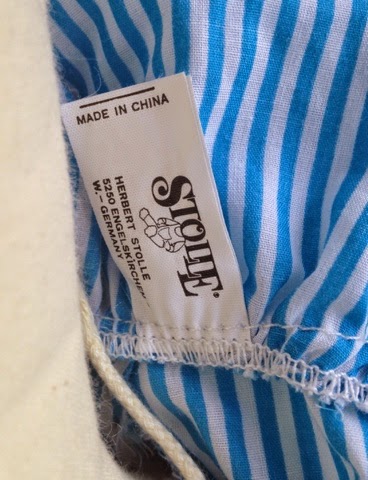 MADE IN CHINA
STOLLE®
HERBERT STOLLE
5250 ENGELSKIRCHEN
W.-GERMANY